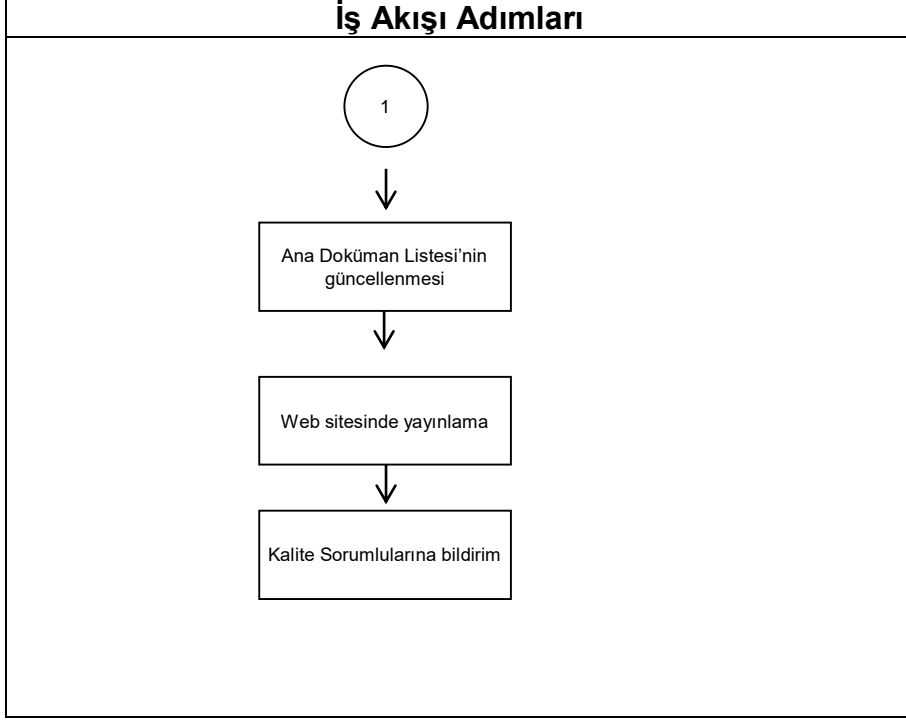 İş Akışı Adımları
1
Ana Doküman Listesi’nin
güncellenmesi
Web sitesinde yayınlama
Kalite Sorumlularına bildirim